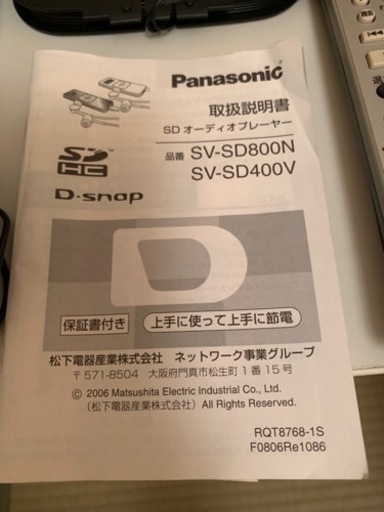 Panasonic
取扱説明書
SDオーディオプレーヤー
品番 SV-SD800N
SV-SD400V
SD
HC
D-snap
D
保証書付き
上手に使って上手に節電
松下電器産業株式会社 ネットワーク事業グループ
〒571-8504 大阪府門真市松生町1番15号
© 2006 Matsushita Electric Industrial Co., Ltd.
(松下電器産業株式会社) All Rights Reserved.
RQT8768-1S
F0806Re1086